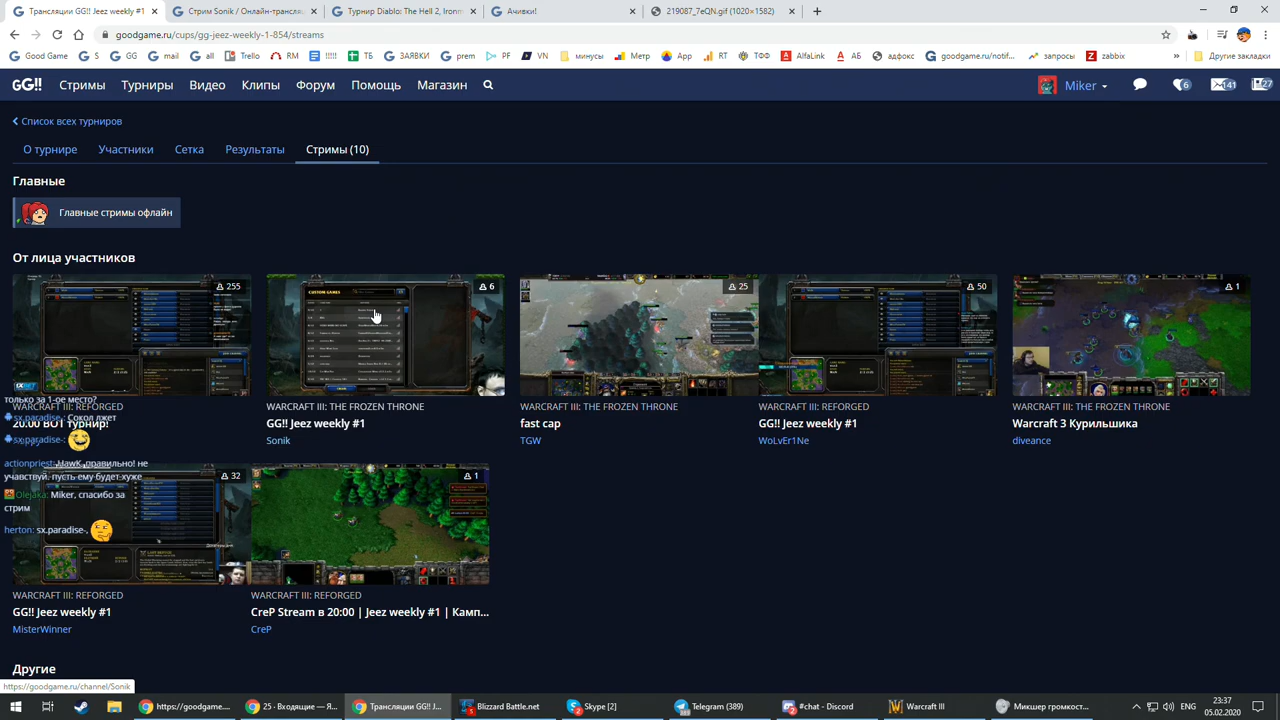 Трансляции GG!! Jeez weekly #1
Стрим Sonik / Онлайн-трансля
Турнир Diablo: The Hell 2, Ironm
Ачивки!
219087_7eQN.gif (1020×1582)
goodgame.ru/cups/gg-jeez-weekly-1-854/streams
Good Game
G
GG
mail
all
Trello
RM
!!!!
ТБ
ЗАЯВКИ
prem
PF
VN
минусы
Метр
App
RT
ТФФ
AlfaLink
АБ
адфокс
goodgame.ru/notif...
запросы
zabbix
»
Другие закладки
GG!!
Стримы
Турниры
Видео
Клипы
Форум
Помощь
Магазин
Miker
6
141
27
Список всех турниров
О турнире
Участники
Сетка
Результаты
Стримы (10)
Главные
Главные стримы офлайн
От лица участников
255
6
25
50
1
CUSTOM GAMES
только за 1-ое место?
WARCRAFT III: REFORGED
WARCRAFT III: THE FROZEN THRONE
WARCRAFT III: THE FROZEN THRONE
WARCRAFT III: REFORGED
WARCRAFT III: THE FROZEN THRONE
sx.paradise : Сокол лжет
20:00 ВОТ турнир!
GG!! Jeez weekly #1
fast cap
GG!! Jeez weekly #1
Warcraft 3 Курильшика
sx.paradise :
Sonik
TGW
WoLvEr1Ne
diveance
actionpriest: HawK, правильно! не
учавствуй. пусть ему будет хуже
32
1
Olejaka: Miker, спасибо за
стрим
herton: sx.paradise ,
WARCRAFT III: REFORGED
WARCRAFT III: REFORGED
GG!! Jeez weekly #1
CreP Stream в 20:00 | Jeez weekly #1 | Камп...
MisterWinner
CreP
Другие
https://goodgame.ru/channel/Sonik
https://goodgame....
25 · Входящие — Я...
Трансляции GG!! J...
Blizzard Battle.net
Skype [2]
Telegram (389)
#chat - Discord
Warcraft III
Микшер громкост...
ENG
23:37
05.02.2020